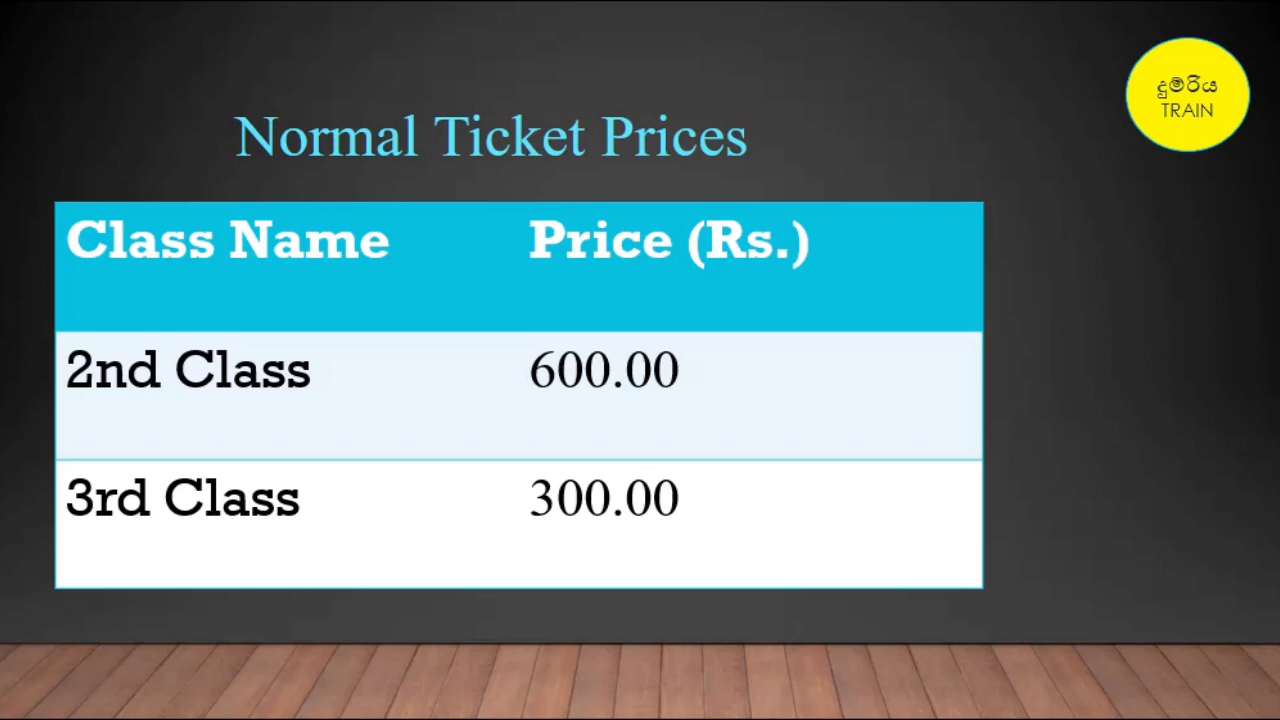 දුම්රිය
TRAIN
Normal Ticket Prices
Class Name Price (Rs.)
2nd Class 600.00
3rd Class 300.00